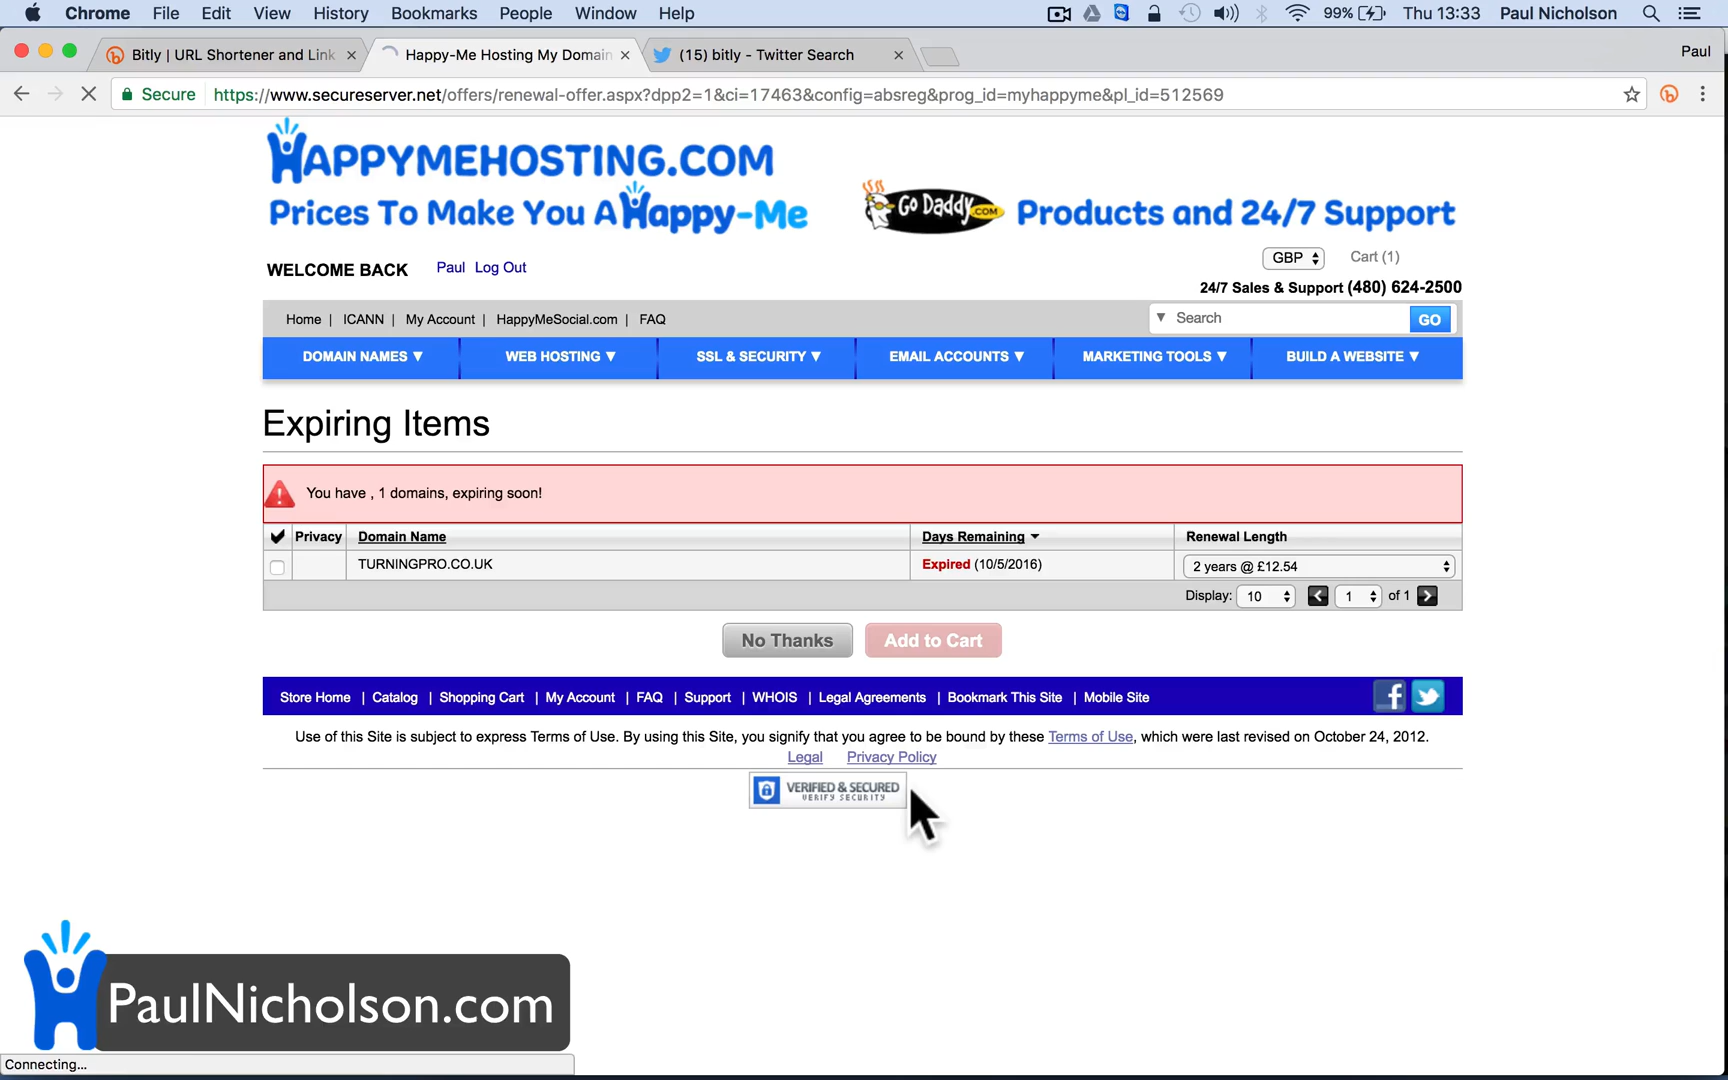 Chrome File Edit View History Bookmarks People Window Help 99% Thu 13:33 Paul Nicholson
Bitly | URL Shortener and Link Happy-Me Hosting My Domain (15) bitly - Twitter Search Paul
Secure https://www.secureserver.net/offers/renewal-offer.aspx?dpp2=1&ci=17463&config=absreg&prog_id=myhappyme&pl_id=512569
HAPPYMEHOSTING.COM
Prices To Make You A Happy-Me Go Daddy.COM Products and 24/7 Support
WELCOME BACK Paul Log Out GBP Cart (1)
24/7 Sales & Support (480) 624-2500
Home | ICANN | My Account | HappyMeSocial.com | FAQ Search GO
DOMAIN NAMES ▼ WEB HOSTING ▼ SSL & SECURITY ▼ EMAIL ACCOUNTS ▼ MARKETING TOOLS ▼ BUILD A WEBSITE ▼
Expiring Items
You have , 1 domains, expiring soon!
Privacy Domain Name Days Remaining Renewal Length
TURNINGPRO.CO.UK Expired (10/5/2016) 2 years @ £12.54
Display: 10 1 of 1
No Thanks Add to Cart
Store Home | Catalog | Shopping Cart | My Account | FAQ | Support | WHOIS | Legal Agreements | Bookmark This Site | Mobile Site
Use of this Site is subject to express Terms of Use. By using this Site, you signify that you agree to be bound by these Terms of Use, which were last revised on October 24, 2012.
Legal Privacy Policy
VERIFIED & SECURED
VERIFY SECURITY
PaulNicholson.com
Connecting...